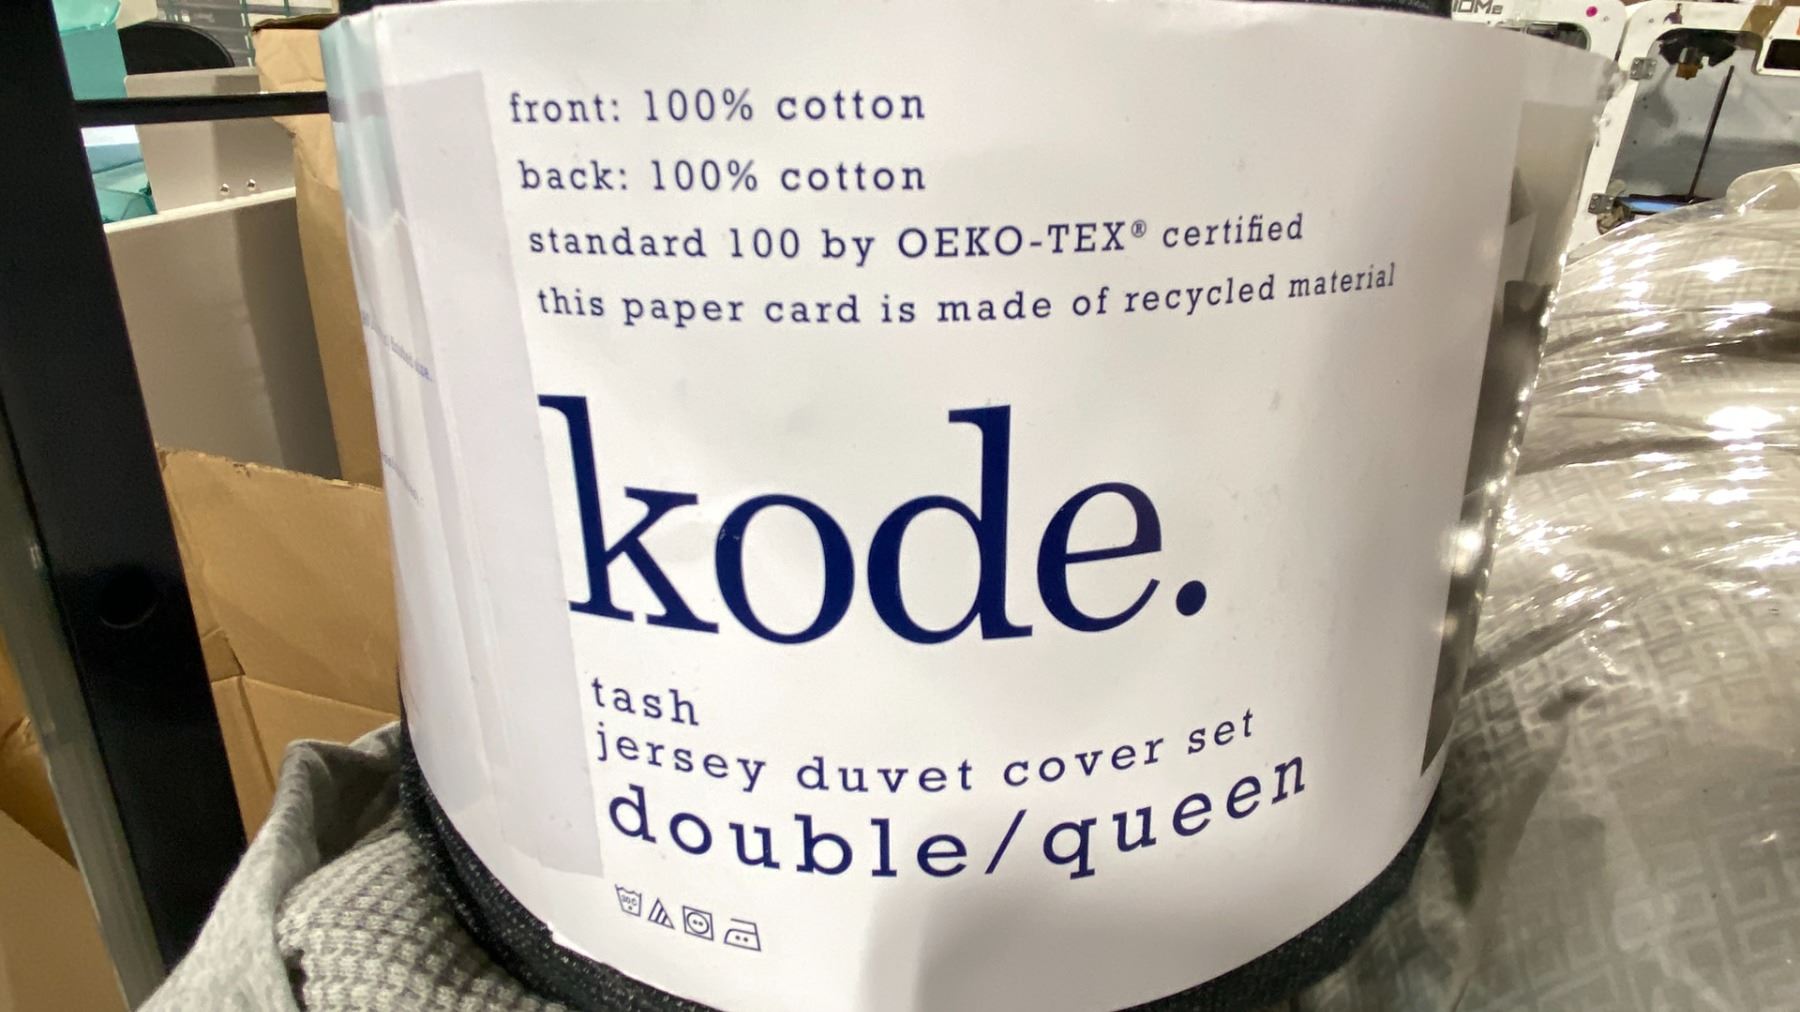 front: 100% cotton
back: 100% cotton
standard 100 by OEKO-TEX® certified
this paper card is made of recycled material
kode.
tash
jersey duvet cover set
double/queen